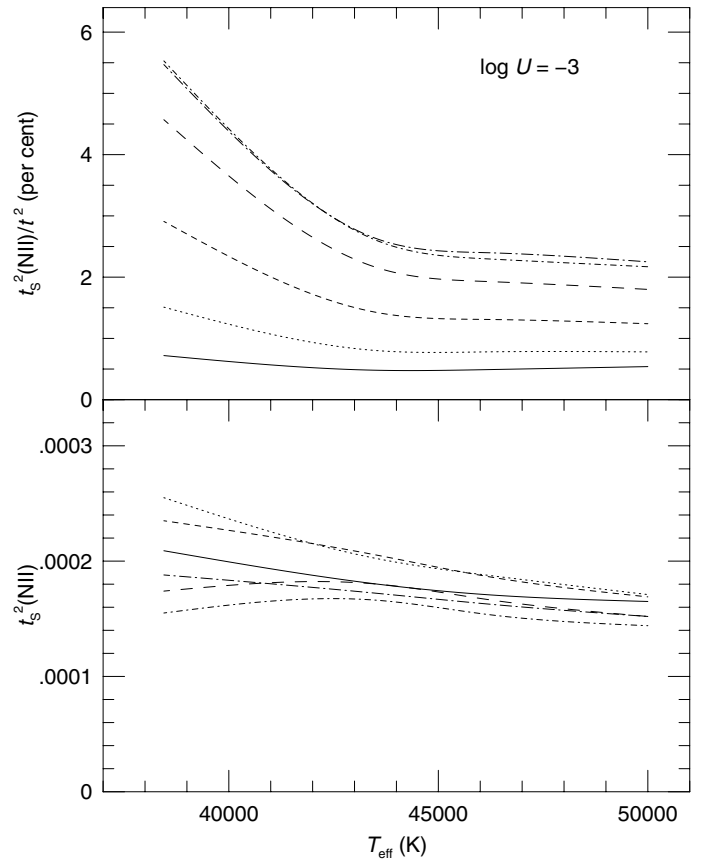 6
log U = −3
4
2
0
t_s^2(NII)/t^2 (per cent)
.0003
.0002
.0001
0
t_s^2(NII)
40000 45000 50000
T_eff (K)